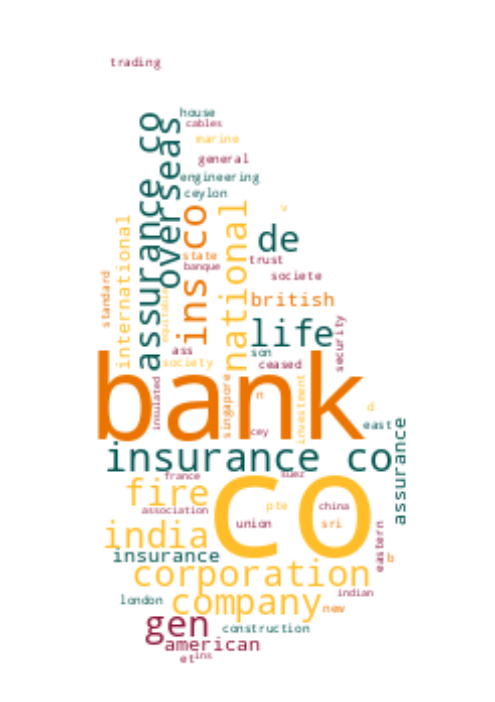 trading
house
cables
marine
general
engineering
ceylon
assurance co
overseas
ins co
national
v
de
international
state
trust
banque
societe
standard
equitable
british
life
security
ass
son
society
ceased
insulated
singapore
n
investment
bank
d
east
cey
assurance
insurance co
france
suez
fire
co
association
pte
china
union
sri
india
eastern
insurance
b
corporation
indian
london
company
new
gen
construction
american
et
ins